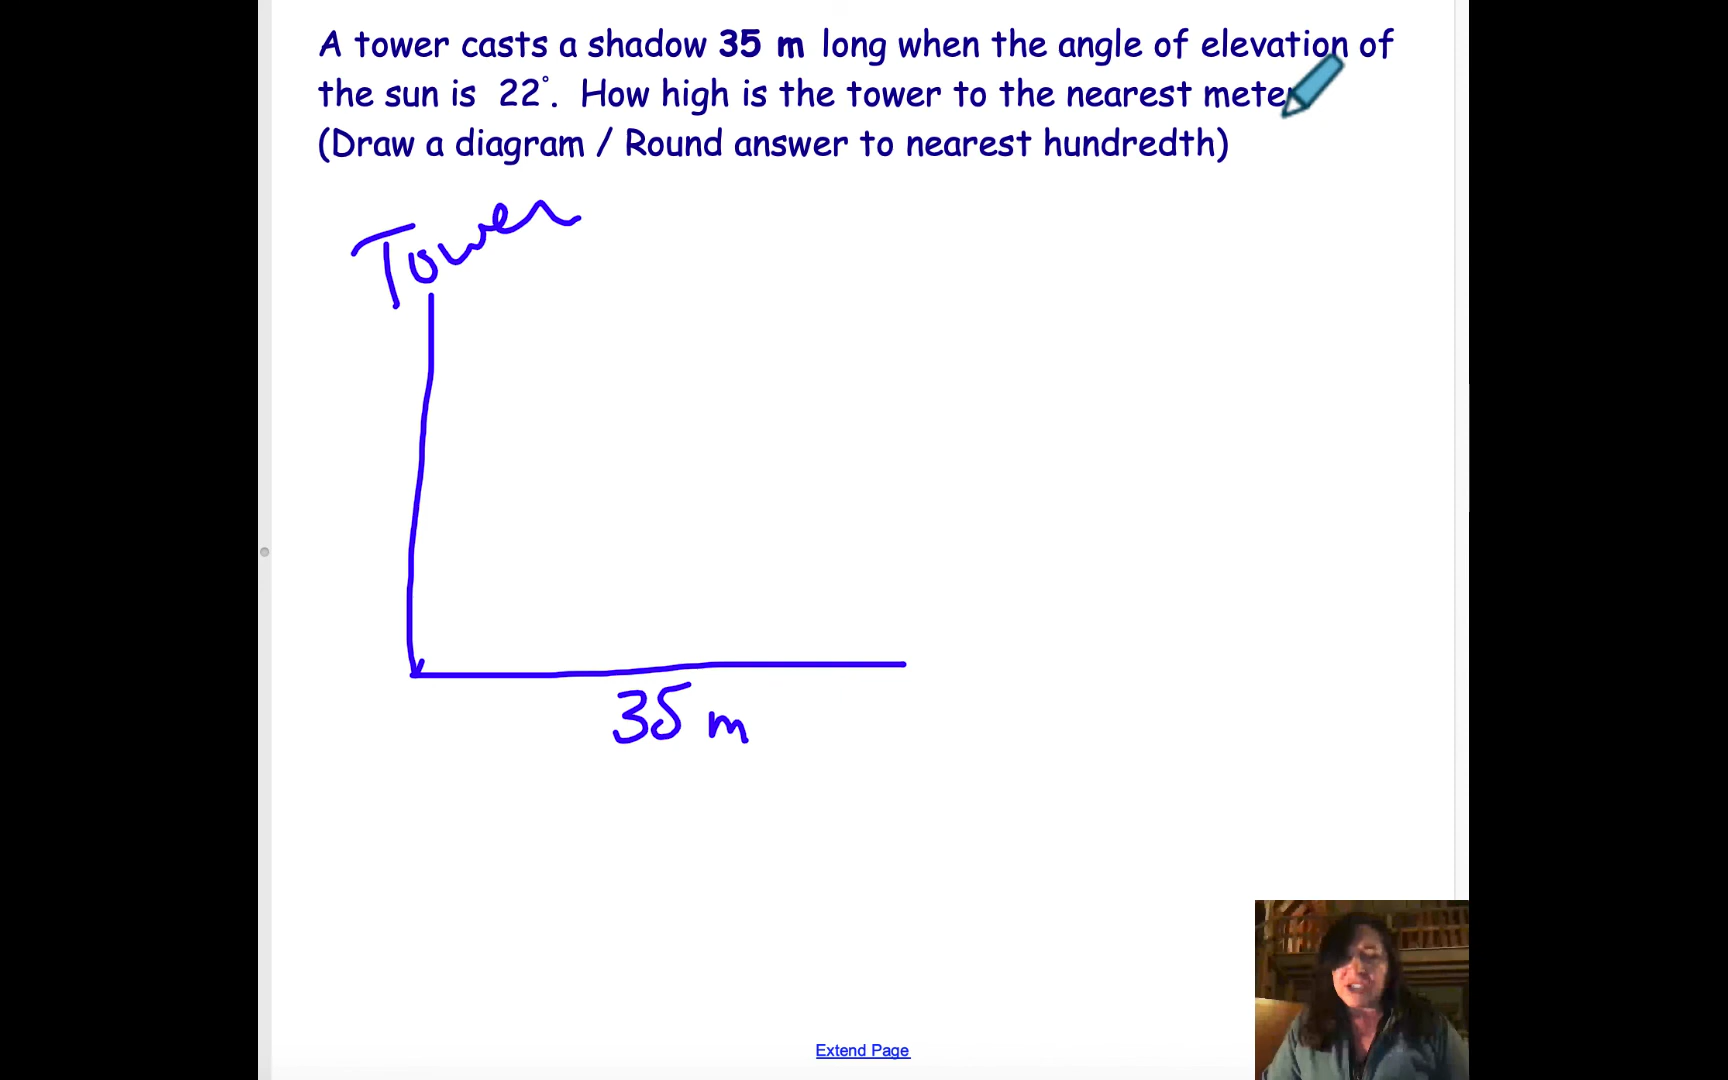 A tower casts a shadow 35 m long when the angle of elevation of
the sun is 22°. How high is the tower to the nearest meter
(Draw a diagram / Round answer to nearest hundredth)
Tower
35 m
Extend Page